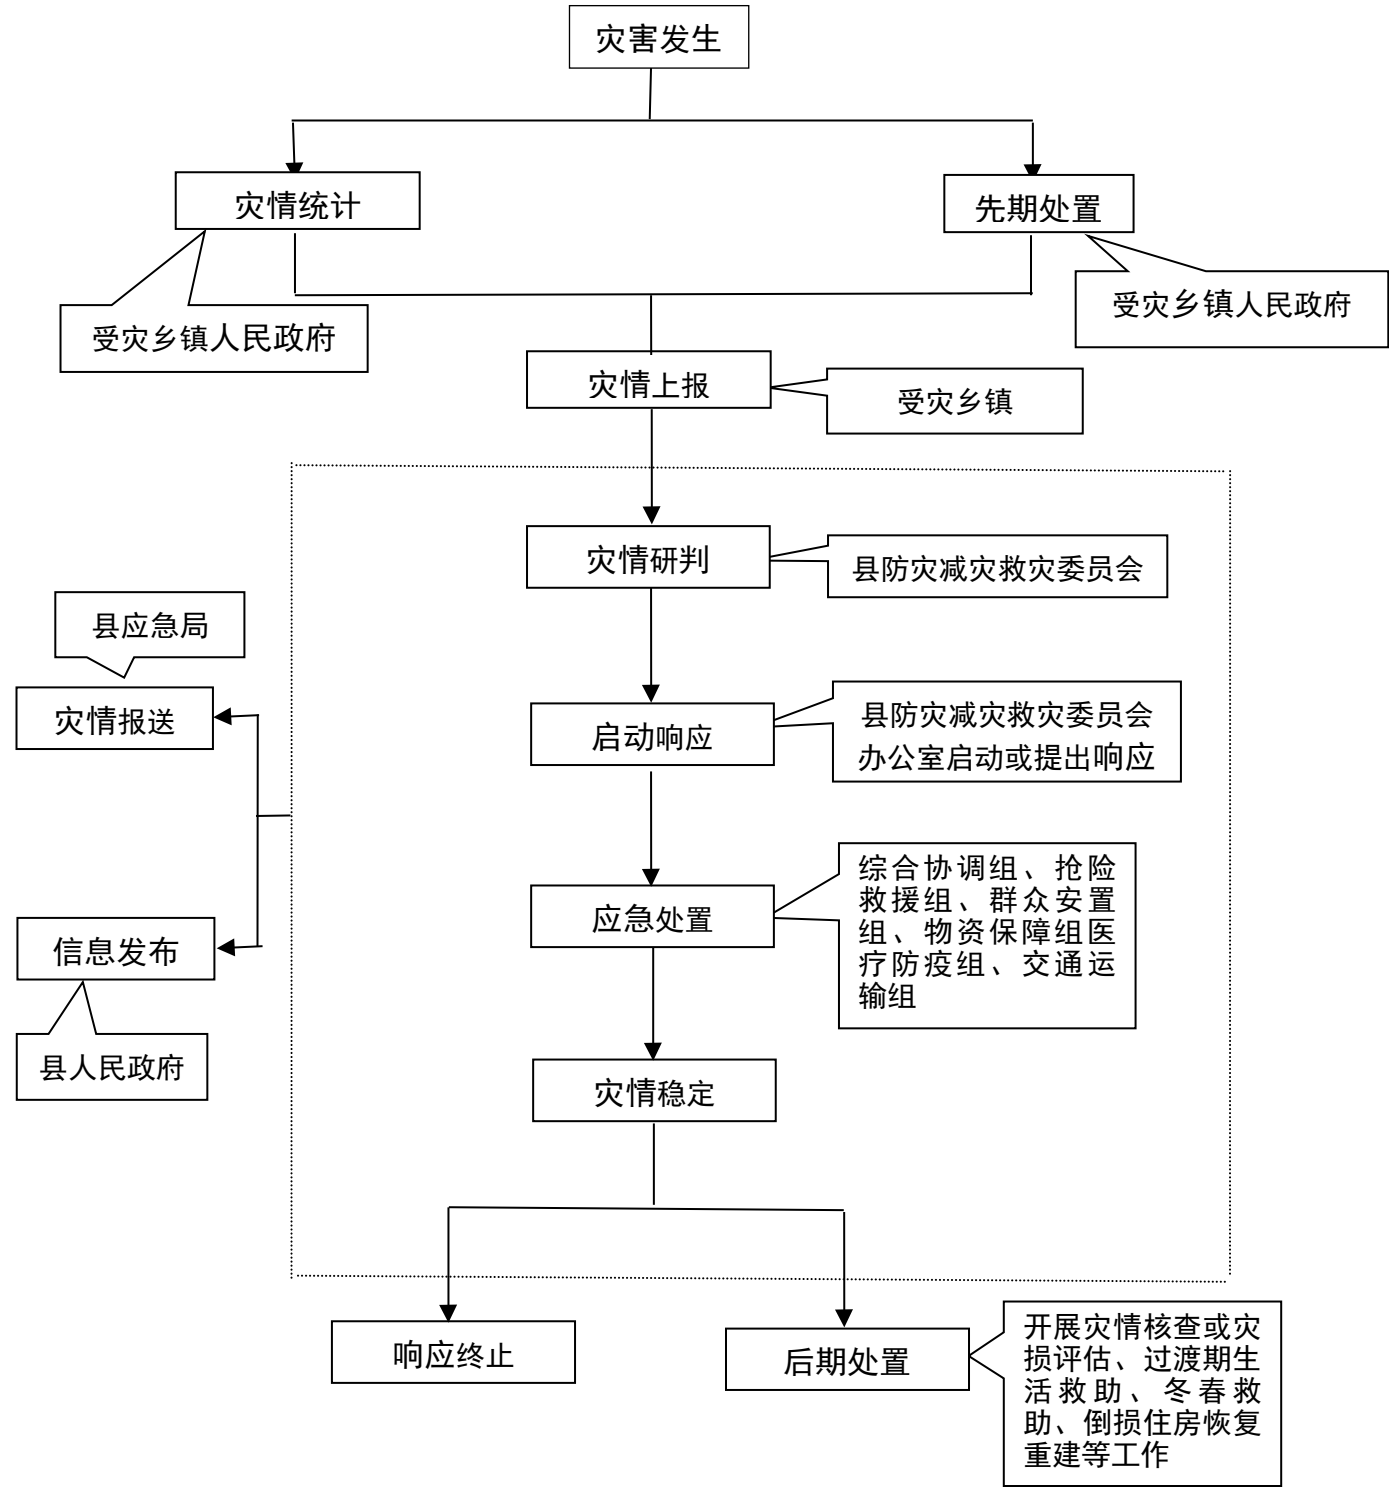 灾害发生
灾情统计
先期处置
受灾乡镇人民政府
受灾乡镇人民政府
灾情上报
受灾乡镇
灾情研判
县防灾减灾救灾委员会
县应急局
灾情报送
启动响应
县防灾减灾救灾委员会
办公室启动或提出响应
应急处置
综合协调组、抢险
救援组、群众安置
组、物资保障组医
疗防疫组、交通运
输组
信息发布
县人民政府
灾情稳定
响应终止
后期处置
开展灾情核查或灾
损评估、过渡期生
活救助、冬春救
助、倒损住房恢复
重建等工作